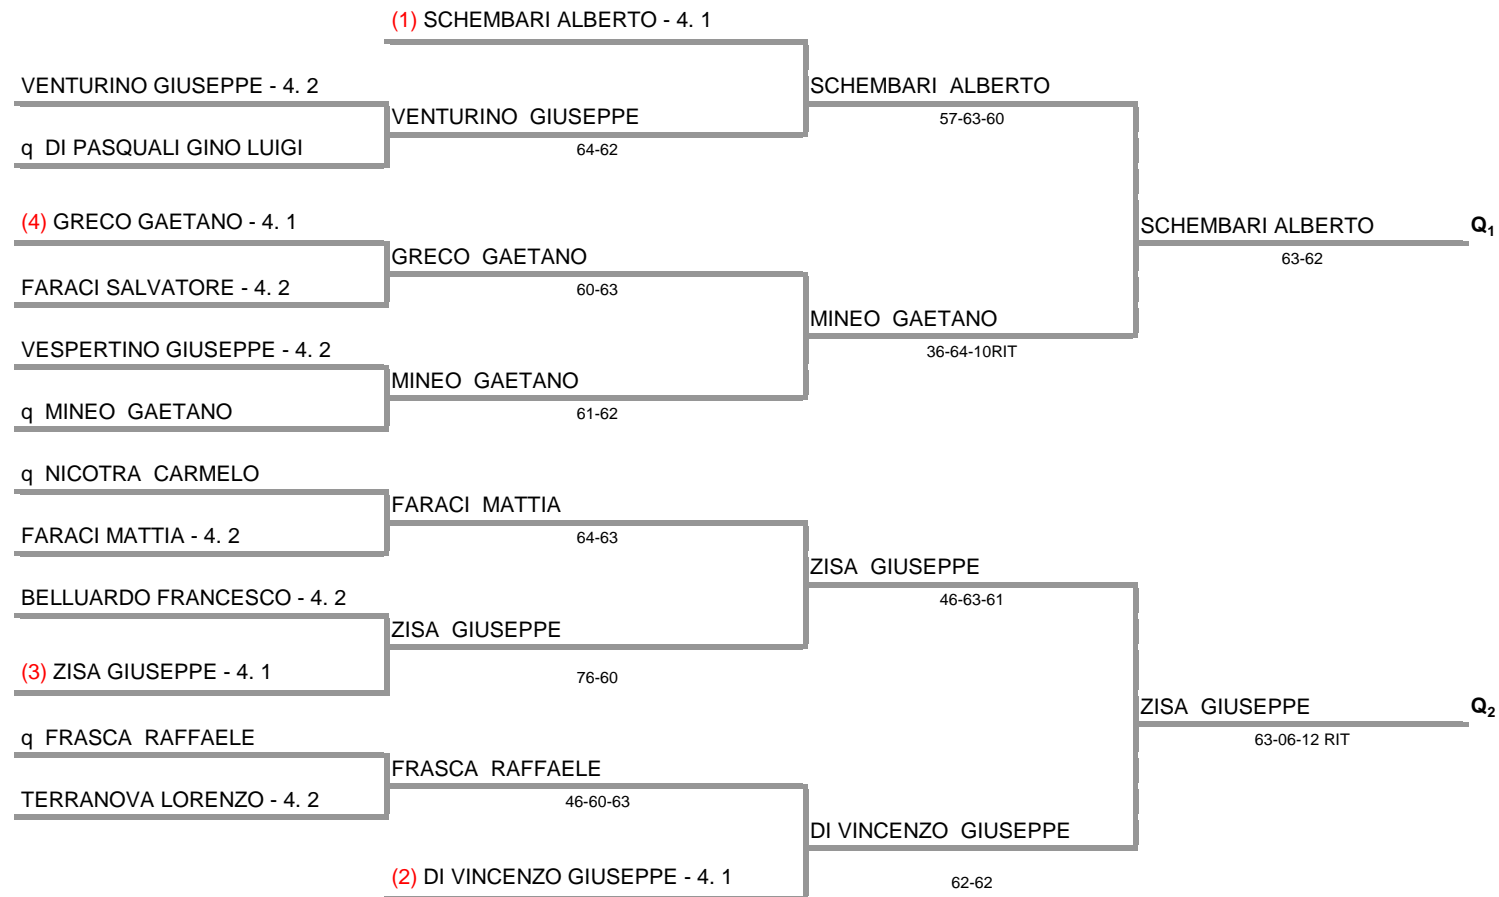 (1) SCHEMBARI ALBERTO - 4. 1
VENTURINO GIUSEPPE - 4. 2
SCHEMBARI ALBERTO
VENTURINO GIUSEPPE
57-63-60
q DI PASQUALI GINO LUIGI
64-62
(4) GRECO GAETANO - 4. 1
SCHEMBARI ALBERTO
Q1
GRECO GAETANO
63-62
FARACI SALVATORE - 4. 2
60-63
MINEO GAETANO
VESPERTINO GIUSEPPE - 4. 2
36-64-10RIT
MINEO GAETANO
q MINEO GAETANO
61-62
q NICOTRA CARMELO
FARACI MATTIA
FARACI MATTIA - 4. 2
64-63
ZISA GIUSEPPE
BELLUARDO FRANCESCO - 4. 2
46-63-61
ZISA GIUSEPPE
(3) ZISA GIUSEPPE - 4. 1
76-60
ZISA GIUSEPPE
Q2
q FRASCA RAFFAELE
63-06-12 RIT
FRASCA RAFFAELE
TERRANOVA LORENZO - 4. 2
46-60-63
DI VINCENZO GIUSEPPE
(2) DI VINCENZO GIUSEPPE - 4. 1
62-62